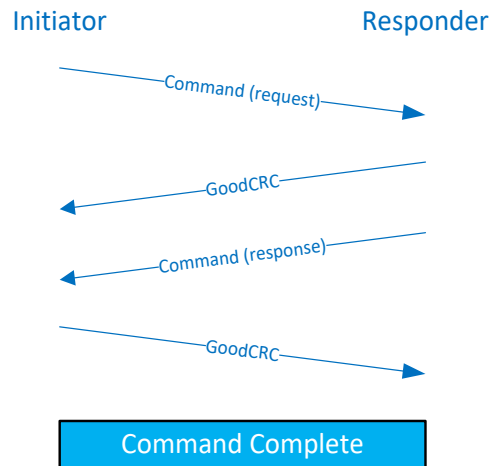 Initiator
Responder
Command (request)
GoodCRC
Command (response)
GoodCRC
Command Complete